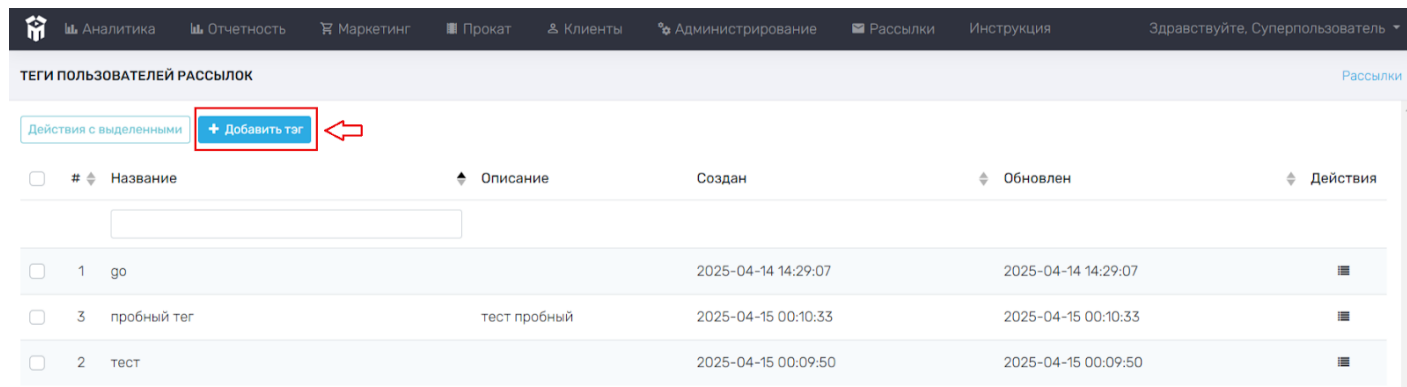 Аналитика Отчетность Маркетинг Прокат Клиенты Администрирование Рассылки Инструкция Здравствуйте, Суперпользователь
ТЕГИ ПОЛЬЗОВАТЕЛЕЙ РАССЫЛОК Рассылки
Действия с выделенными + Добавить тэг
# Название Описание Создан Обновлен Действия
1 go 2025-04-14 14:29:07 2025-04-14 14:29:07
3 пробный тег тест пробный 2025-04-15 00:10:33 2025-04-15 00:10:33
2 тест 2025-04-15 00:09:50 2025-04-15 00:09:50